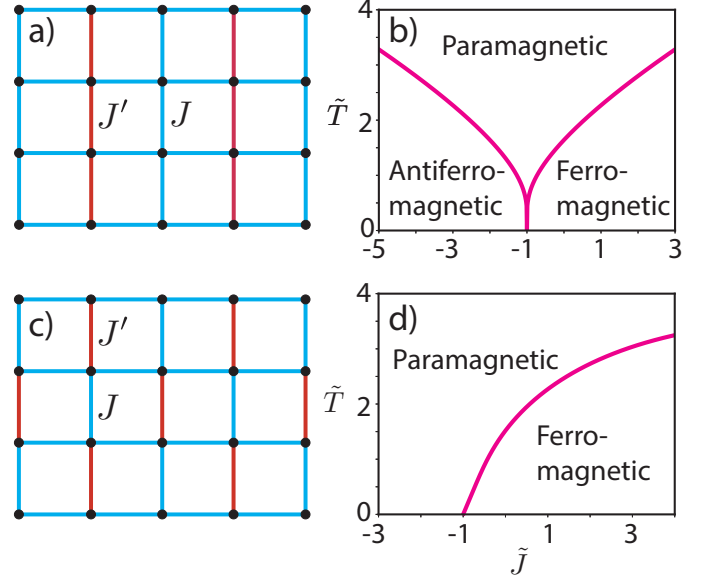 a)
J′
J
b)
4
Paramagnetic
T̃
2
Antiferro-
magnetic
Ferro-
magnetic
0
-5
-3
-1
1
3
c)
J′
J
d)
4
Paramagnetic
T̃
2
Ferro-
magnetic
0
-3
-1
1
3
J̃